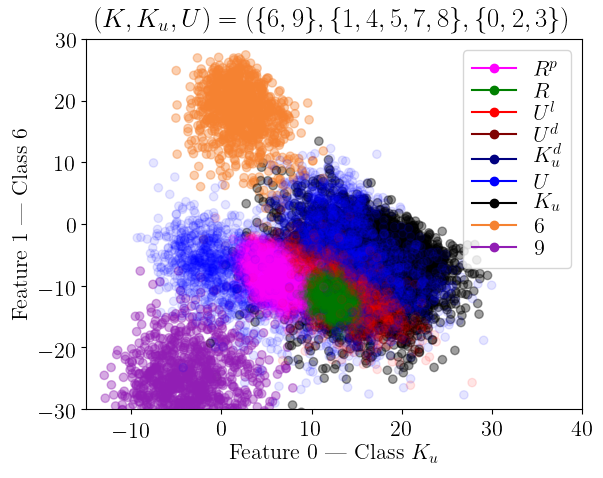 (K, K_u, U) = ({6, 9}, {1, 4, 5, 7, 8}, {0, 2, 3})
30
20
10
0
−10
−20
−30
Feature 1 — Class 6
R^p
R
U^l
U^d
K_u^d
U
K_u
6
9
−10
0
10
20
30
40
Feature 0 — Class K_u